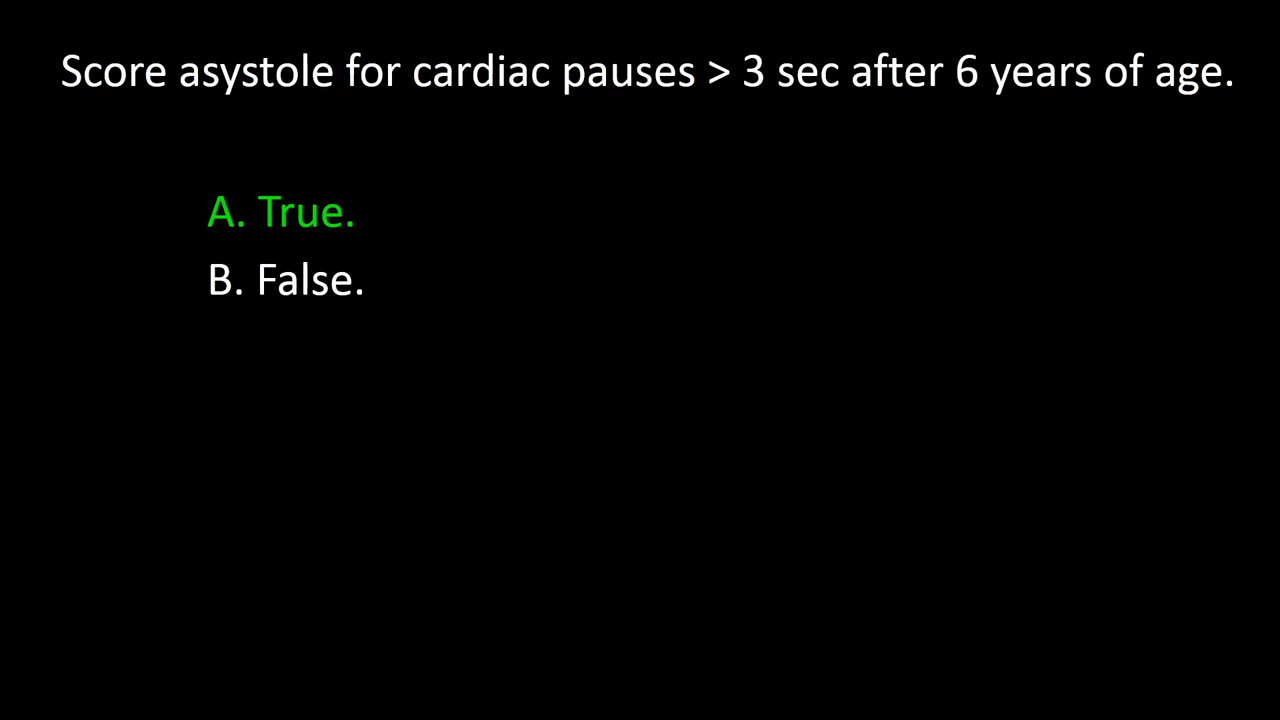 Score asystole for cardiac pauses > 3 sec after 6 years of age.
A. True.
B. False.